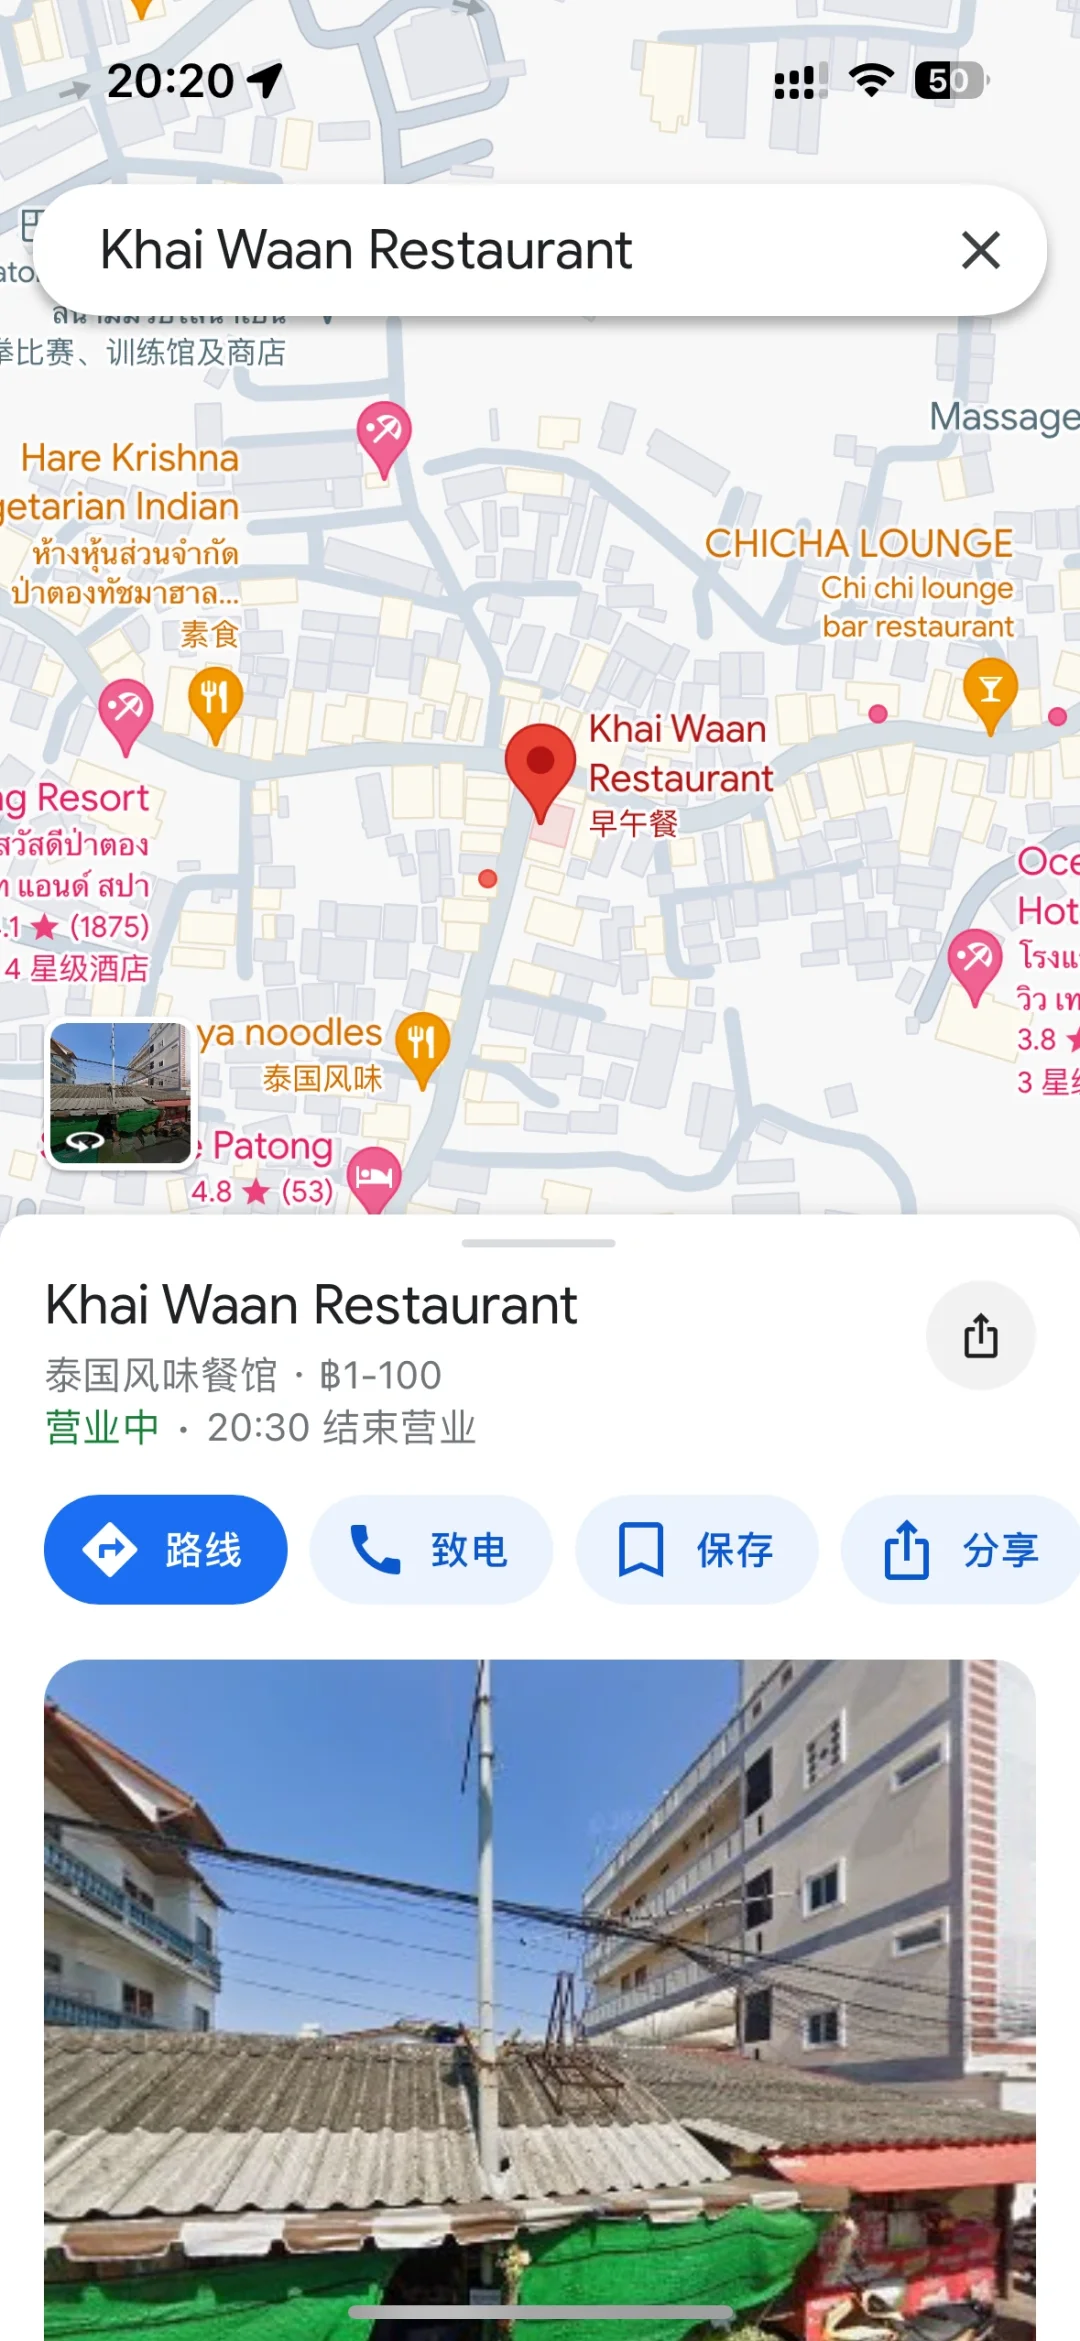 20:20
50
Khai Waan Restaurant
拳比赛、训练馆及商店
Massage
Hare Krishna
getarian Indian
ห้างหุ้นส่วนจำกัด
ป่าตองทัชมาฮาล...
素食
CHICHA LOUNGE
Chi chi lounge
bar restaurant
Khai Waan
Restaurant
早午餐
ng Resort
สวัสดีป่าตอง
ท แอนด์ สปา
.1 ★ (1875)
4 星级酒店
Oce
Hot
โรงแ
วิว เท
3.8 ★
3 星级
ya noodles
泰国风味
e Patong
4.8 ★ (53)
Khai Waan Restaurant
泰国风味餐馆 · ฿1-100
营业中 · 20:30 结束营业
路线
致电
保存
分享